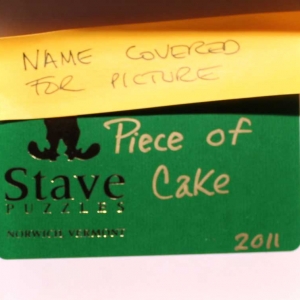 NAME COVERED
FOR PICTURE
Piece of
Cake
Stave
PUZZLES
NORWICH VERMONT
2011